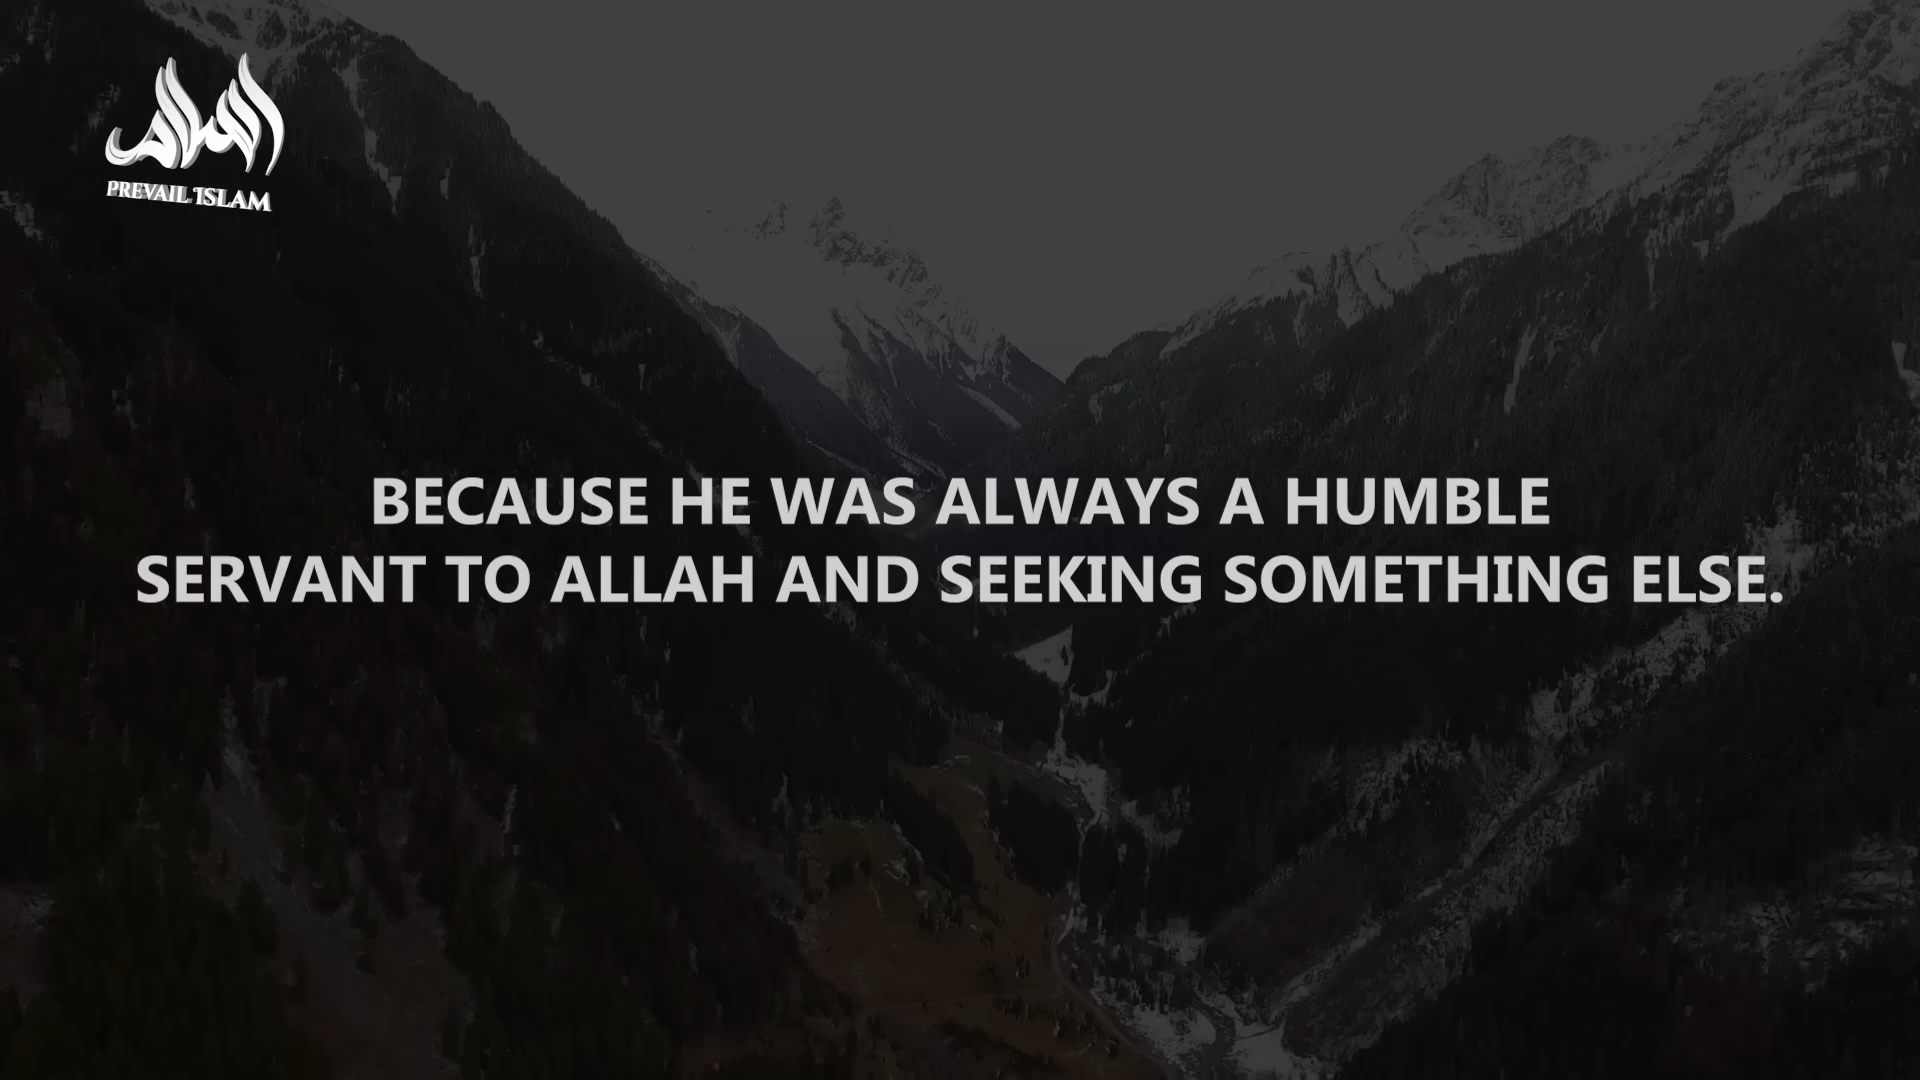 PREVAIL ISLAM
BECAUSE HE WAS ALWAYS A HUMBLE
SERVANT TO ALLAH AND SEEKING SOMETHING ELSE.